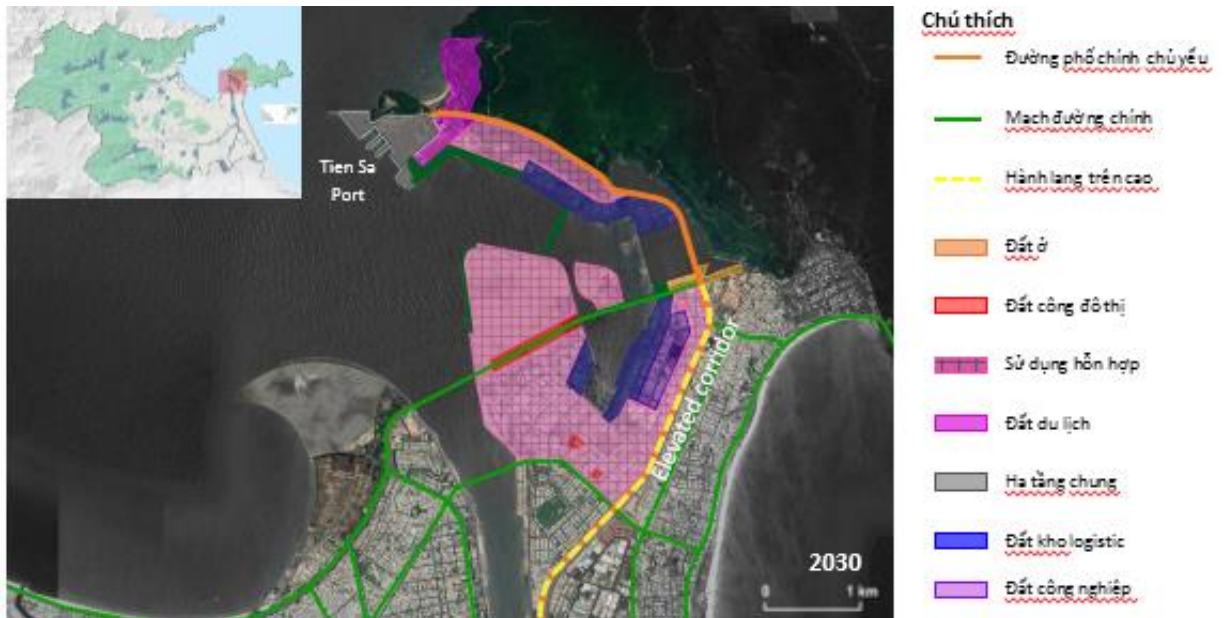 Tien Sa
Port
Elevated corridor
2030
0 1 km
Chú thích
Đường phố chính chủ yếu
Mạch đường chính
Hành lang trên cao
Đất ở
Đất công đô thị
Sử dụng hỗn hợp
Đất du lịch
Hạ tầng chung
Đất kho logistic
Đất công nghiệp